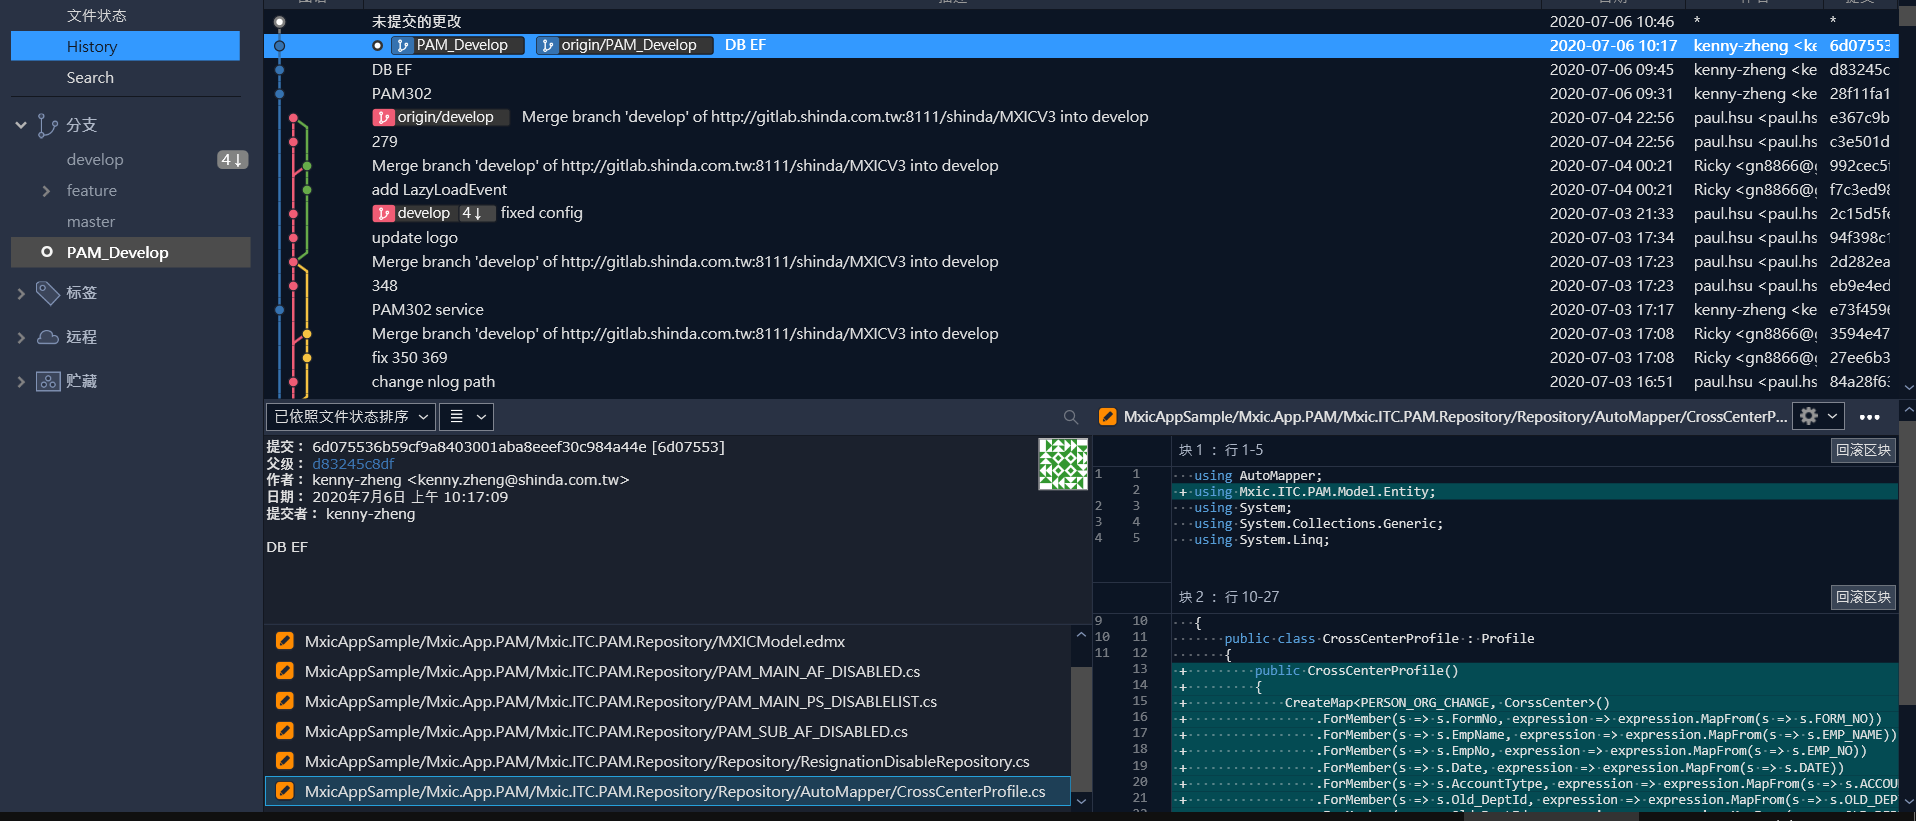 文件状态
History
Search
分支
develop 4↓
feature
master
PAM_Develop
标签
远程
贮藏
未提交的更改 2020-07-06 10:46 * *
PAM_Develop origin/PAM_Develop DB EF 2020-07-06 10:17 kenny-zheng <ke 6d07553
DB EF 2020-07-06 09:45 kenny-zheng <ke d83245c
PAM302 2020-07-06 09:31 kenny-zheng <ke 28f11fa1
origin/develop Merge branch 'develop' of http://gitlab.shinda.com.tw:8111/shinda/MXICV3 into develop 2020-07-04 22:56 paul.hsu <paul.hs e367c9b
279 2020-07-04 22:56 paul.hsu <paul.hs c3e501d
Merge branch 'develop' of http://gitlab.shinda.com.tw:8111/shinda/MXICV3 into develop 2020-07-04 00:21 Ricky <gn8866@g 992cec5f
add LazyLoadEvent 2020-07-04 00:21 Ricky <gn8866@g f7c3ed98
develop 4↓ fixed config 2020-07-03 21:33 paul.hsu <paul.hs 2c15d5fe
update logo 2020-07-03 17:34 paul.hsu <paul.hs 94f398c1
Merge branch 'develop' of http://gitlab.shinda.com.tw:8111/shinda/MXICV3 into develop 2020-07-03 17:23 paul.hsu <paul.hs 2d282ea
348 2020-07-03 17:23 paul.hsu <paul.hs eb9e4ed
PAM302 service 2020-07-03 17:17 kenny-zheng <ke e73f4596
Merge branch 'develop' of http://gitlab.shinda.com.tw:8111/shinda/MXICV3 into develop 2020-07-03 17:08 Ricky <gn8866@g 3594e47
fix 350 369 2020-07-03 17:08 Ricky <gn8866@g 27ee6b3
change nlog path 2020-07-03 16:51 paul.hsu <paul.hs 84a28f63
已依照文件状态排序
提交： 6d075536b59cf9a8403001aba8eeef30c984a44e [6d07553]
父级： d83245c8df
作者： kenny-zheng <kenny.zheng@shinda.com.tw>
日期： 2020年7月6日 上午 10:17:09
提交者： kenny-zheng
DB EF
MxicAppSample/Mxic.App.PAM/Mxic.ITC.PAM.Repository/MXICModel.edmx
MxicAppSample/Mxic.App.PAM/Mxic.ITC.PAM.Repository/PAM_MAIN_AF_DISABLED.cs
MxicAppSample/Mxic.App.PAM/Mxic.ITC.PAM.Repository/PAM_MAIN_PS_DISABLELIST.cs
MxicAppSample/Mxic.App.PAM/Mxic.ITC.PAM.Repository/PAM_SUB_AF_DISABLED.cs
MxicAppSample/Mxic.App.PAM/Mxic.ITC.PAM.Repository/Repository/ResignationDisableRepository.cs
MxicAppSample/Mxic.App.PAM/Mxic.ITC.PAM.Repository/Repository/AutoMapper/CrossCenterProfile.cs
MxicAppSample/Mxic.App.PAM/Mxic.ITC.PAM.Repository/Repository/AutoMapper/CrossCenterP... •••
块 1 ： 行 1-5 回滚区块
1 1 using AutoMapper;
2 + using Mxic.ITC.PAM.Model.Entity;
2 3 using System;
3 4 using System.Collections.Generic;
4 5 using System.Linq;
块 2 ： 行 10-27 回滚区块
9 10 {
10 11 public class CrossCenterProfile : Profile
11 12 {
13 + public CrossCenterProfile()
14 + {
15 + CreateMap<PERSON_ORG_CHANGE, CorssCenter>()
16 + .ForMember(s => s.FormNo, expression => expression.MapFrom(s => s.FORM_NO))
17 + .ForMember(s => s.EmpName, expression => expression.MapFrom(s => s.EMP_NAME))
18 + .ForMember(s => s.EmpNo, expression => expression.MapFrom(s => s.EMP_NO))
19 + .ForMember(s => s.Date, expression => expression.MapFrom(s => s.DATE))
20 + .ForMember(s => s.AccountTytpe, expression => expression.MapFrom(s => s.ACCOU
21 + .ForMember(s => s.Old_DeptId, expression => expression.MapFrom(s => s.OLD_DEP